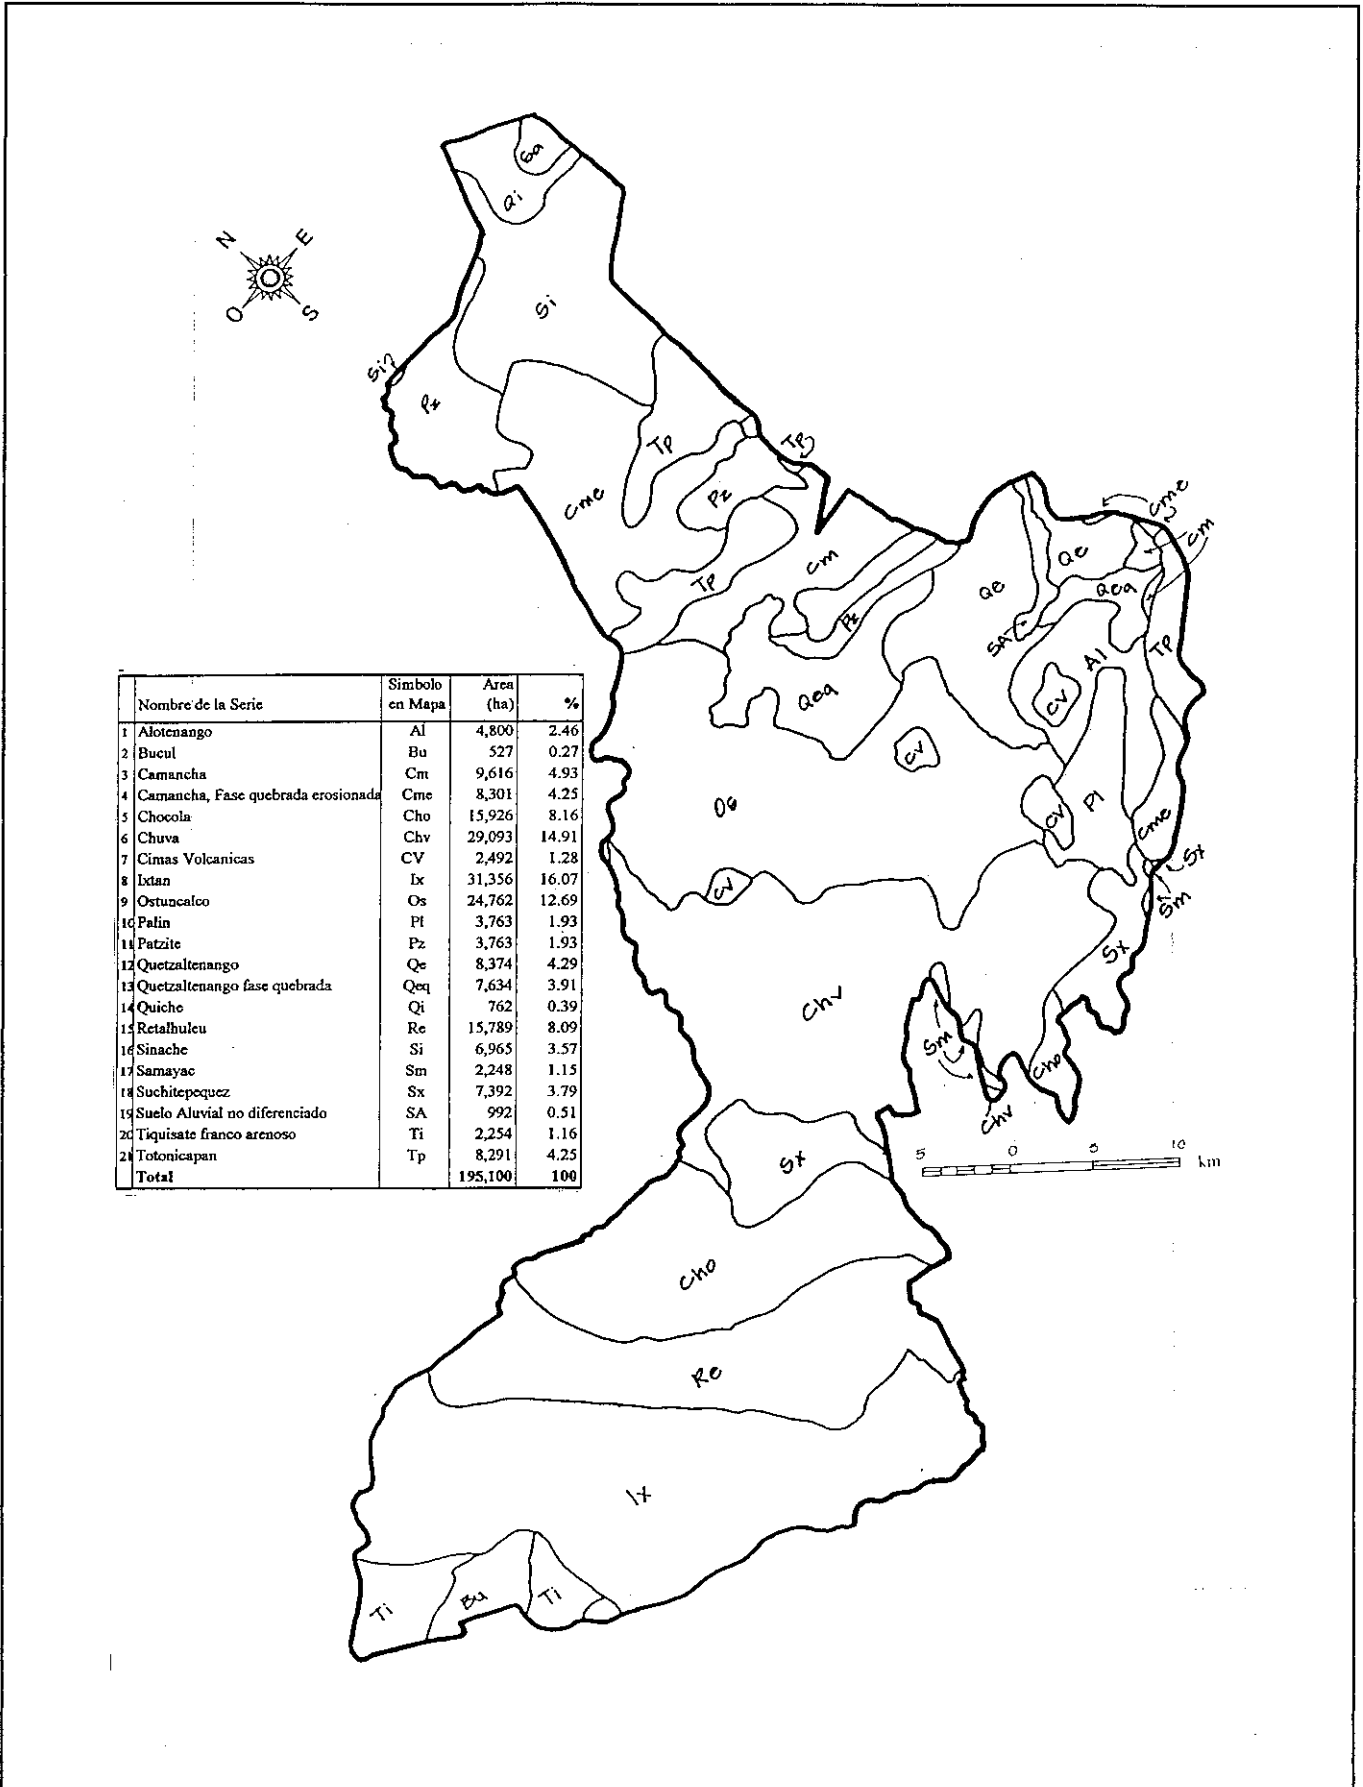 Sa
Qi
N
E
O
S
Si
Si
Pz
Tp
Tp
Pz
Cme
Cme
Cm
Cm
Qe
Qe
Tp
Qeq
Pz
SA
Al
Tp
Qeq
CV
CV
Os
Pl
CV
Cme
CV
Sx
Sm
Sx
Chv
Sm
Cho
Chv
Nombre de la Serie Simbolo en Mapa Area (ha) %
1 Alotenango Al 4,800 2.46
2 Bucul Bu 527 0.27
3 Camancha Cm 9,616 4.93
4 Camancha, Fase quebrada erosionada Cme 8,301 4.25
5 Chocola Cho 15,926 8.16
6 Chuva Chv 29,093 14.91
7 Cimas Volcanicas CV 2,492 1.28
8 Ixtan Ix 31,356 16.07
9 Ostuncalco Os 24,762 12.69
10 Palin Pl 3,763 1.93
11 Patzite Pz 3,763 1.93
12 Quetzaltenango Qe 8,374 4.29
13 Quetzaltenango fase quebrada Qeq 7,634 3.91
14 Quiche Qi 762 0.39
15 Retalhuleu Re 15,789 8.09
16 Sinache Si 6,965 3.57
17 Samayac Sm 2,248 1.15
18 Suchitepequez Sx 7,392 3.79
19 Suelo Aluvial no diferenciado SA 992 0.51
20 Tiquisate franco arenoso Ti 2,254 1.16
21 Totonicapan Tp 8,291 4.25
Total 195,100 100
5 0 5 10 km
Sx
Cho
Re
Ix
Ti
Bu
Ti